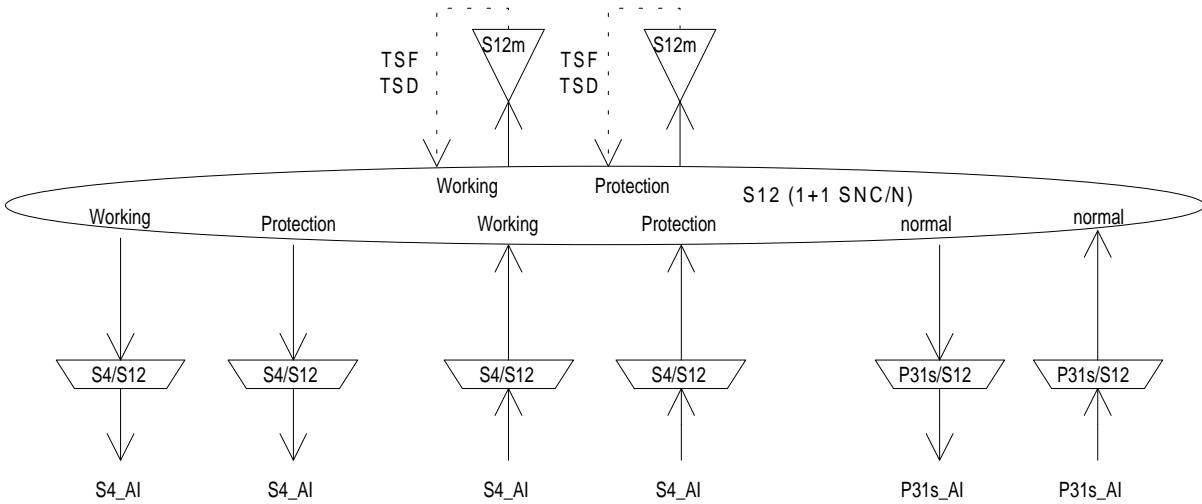 S12m
S12m
TSF
TSD
TSF
TSD
Working
Protection
S12 (1+1 SNC/N)
Working
Protection
Working
Protection
normal
normal
S4/S12
S4/S12
S4/S12
S4/S12
P31s/S12
P31s/S12
S4_AI
S4_AI
S4_AI
S4_AI
P31s_AI
P31s_AI